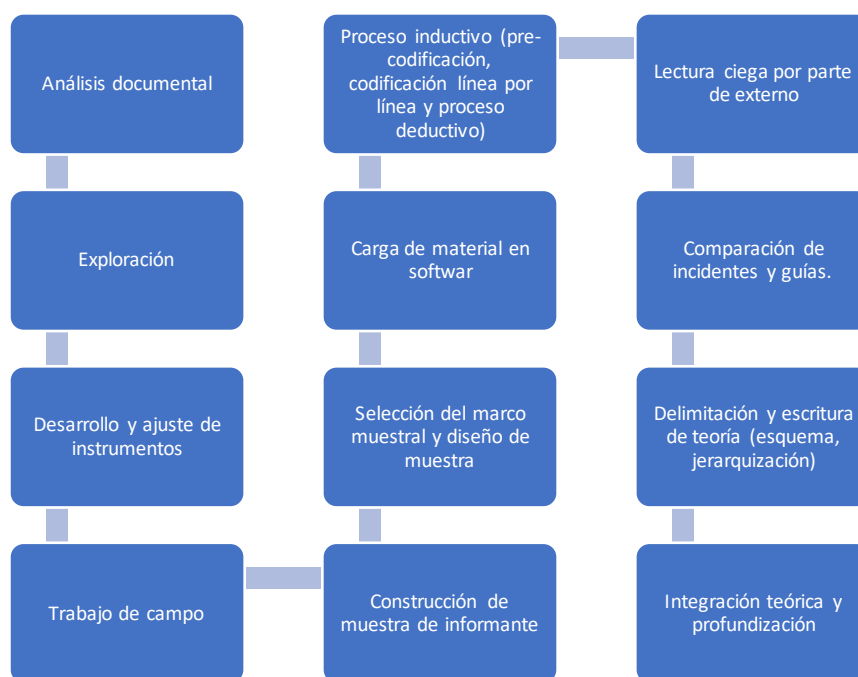 Análisis documental
Exploración
Desarrollo y ajuste de
instrumentos
Trabajo de campo
Construcción de
muestra de informante
Selección del marco
muestral y diseño de
muestra
Carga de material en
softwar
Proceso inductivo (pre-
codificación,
codificación línea por
línea y proceso
deductivo)
Lectura ciega por parte
de externo
Comparación de
incidentes y guías.
Delimitación y escritura
de teoría (esquema,
jerarquización)
Integración teórica y
profundización